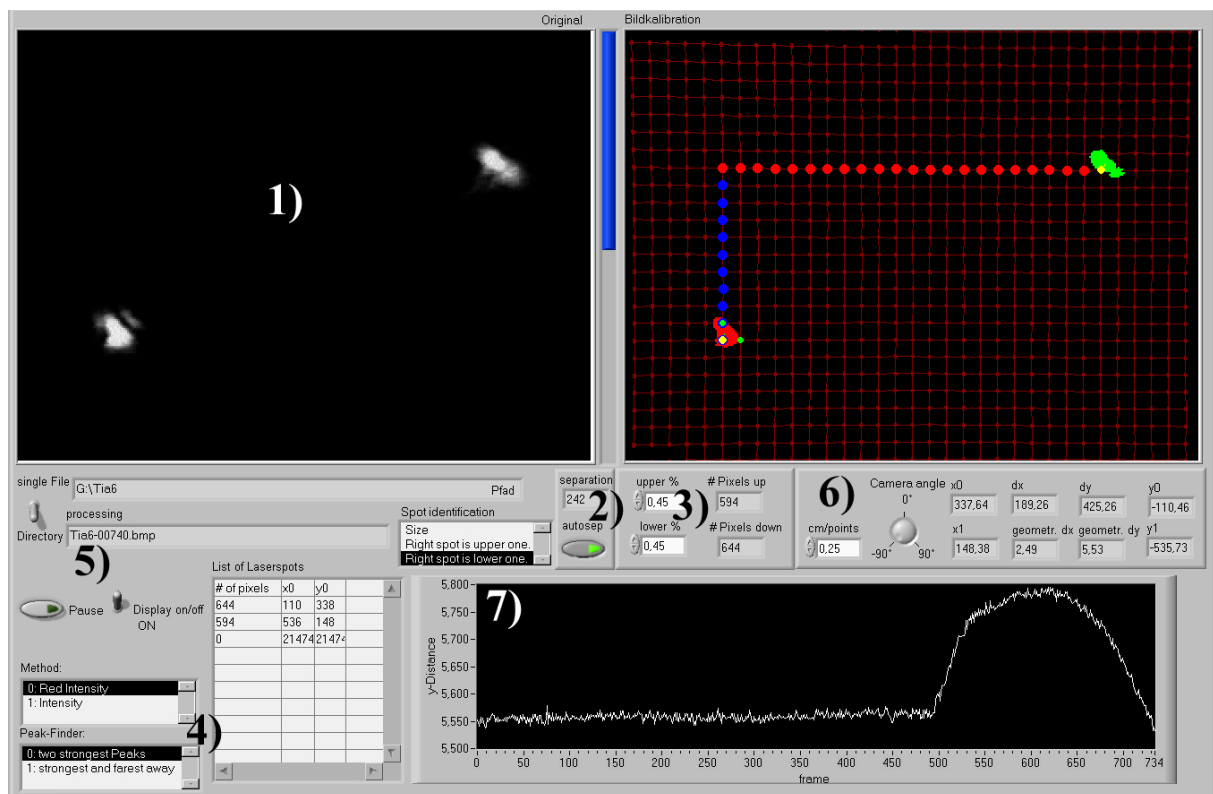 Original
Bildkalibration
1)
single File
G:\Tia6
Pfad
processing
Directory
Tia6-00740.bmp
5)
Pause
Display on/off
ON
Method:
0: Red Intensity
1: Intensity
4)
Peak-Finder:
0: two strongest Peaks
1: strongest and farest away
List of Laserspots
# of pixels x0 y0
644 110 338
594 536 148
0 21474 21474
Spot identification
Size
Right spot is upper one.
Right spot is lower one.
separation
242
2)
autosep
upper %
0,45
3)
# Pixels up
594
lower %
0,45
# Pixels down
644
6)
cm/points
0,25
Camera angle
0°
-90° 90°
x0 dx dy y0
337,64 189,26 425,26 -110,46
x1 geometr. dx geometr. dy y1
148,38 2,49 5,53 -535,73
7)
y-Distance
5,800
5,750
5,700
5,650
5,600
5,550
5,500
0 50 100 150 200 250 300 350 400 450 500 550 600 650 700 734
frame